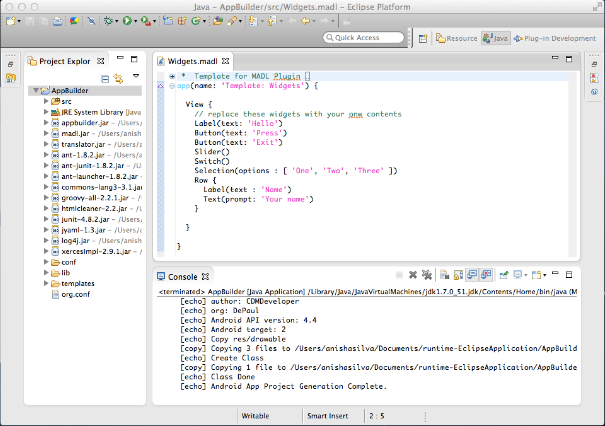 Java - AppBuilder/src/Widgets.madl - Eclipse Platform
Quick Access
Resource
Java
Plug-in Development
Project Explor
AppBuilder
src
JRE System Library [Java
appbuilder.jar - /Users/
madl.jar - /Users/anish
translator.jar - /Users/
ant-1.8.2.jar - /Users/
ant-junit-1.8.2.jar - /
ant-launcher-1.8.2.jar
commons-lang3-3.1.jar
groovy-all-2.2.1.jar -
htmlcleaner-2.2.jar - /
junit-4.8.2.jar - /Users/
jyaml-1.3.jar - /Users/
log4j.jar - /Users/anish
xercesImpl-2.9.1.jar - /
conf
lib
templates
org.conf
Widgets.madl
* Template for MADL Plugin []
app(name: 'Template: Widgets') {
View {
// replace these widgets with your own contents
Label(text: 'Hello')
Button(text: 'Press')
Button(text: 'Exit')
Slider()
Switch()
Selection(options : [ 'One', 'Two', 'Three' ])
Row {
Label(text : 'Name')
Text(prompt: 'Your name')
}
}
}
Console
<terminated> AppBuilder [Java Application] /Library/Java/JavaVirtualMachines/jdk1.7.0_51.jdk/Contents/Home/bin/java (M
[echo] author: CDMDeveloper
[echo] org: DePaul
[echo] Android API version: 4.4
[echo] Android target: 2
[echo] Copy res/drawable
[copy] Copying 3 files to /Users/anishasilva/Documents/runtime-EclipseApplication/AppBuild
[echo] Create Class
[copy] Copying 1 file to /Users/anishasilva/Documents/runtime-EclipseApplication/AppBuilde
[echo] Class Done
[echo] Android App Project Generation Complete.
Writable
Smart Insert
2 : 5